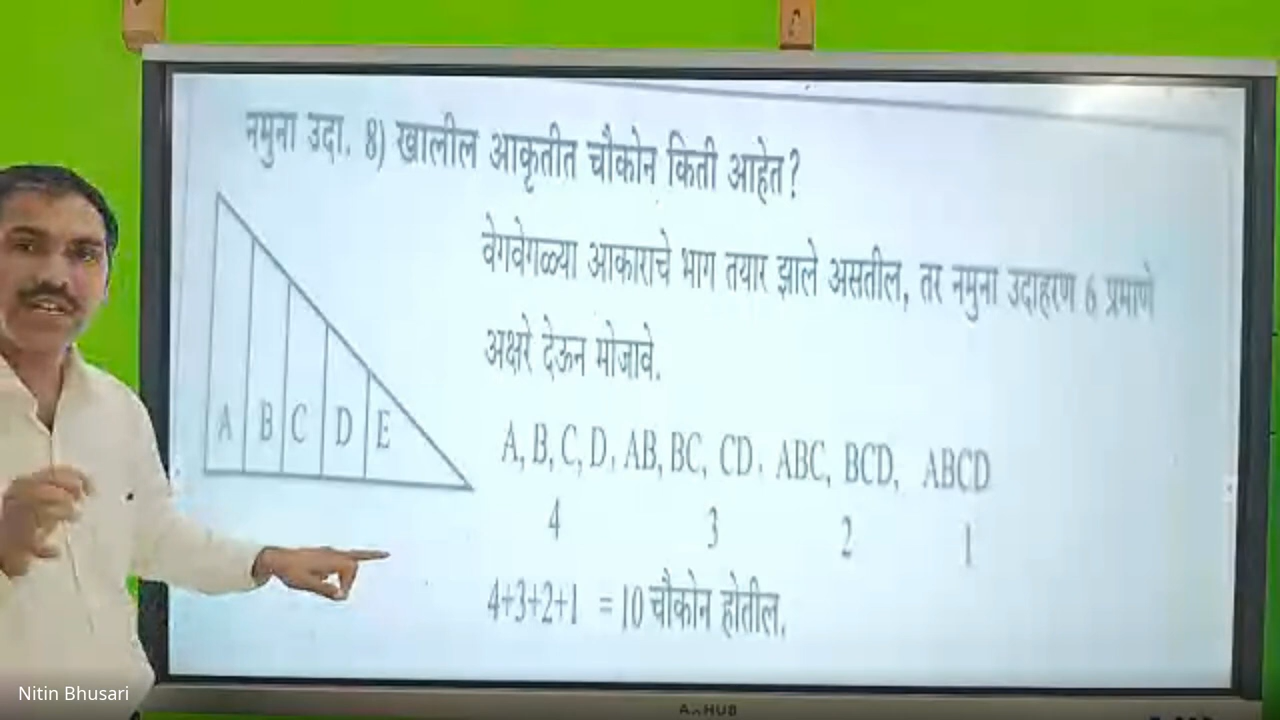 नमुना उदा. 8) खालील आकृतीत चौकोन किती आहेत?
वेगवेगळ्या आकाराचे भाग तयार झाले असतील, तर नमुना उदाहरण 6 प्रमाणे
अक्षरे देऊन मोजावे.
A B C D E
A, B, C, D, AB, BC, CD, ABC, BCD, ABCD
4 3 2 1
4+3+2+1 = 10 चौकोन होतील.
Nitin Bhusari